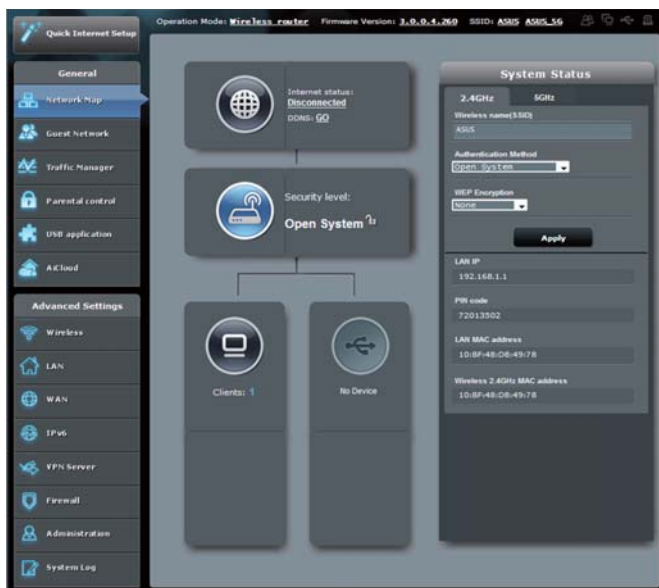 Quick Internet Setup
Operation Mode: Wireless router Firmware Version: 3.0.0.4.260 SSID: ASUS ASUS_5G
General
Network Map
Guest Network
Traffic Manager
Parental control
USB application
AiCloud
Advanced Settings
Wireless
LAN
WAN
IPv6
VPN Server
Firewall
Administration
System Log
Internet status:
Disconnected
DDNS: GO
Security level:
Open System
Clients: 1
No Device
System Status
2.4GHz 5GHz
Wireless name(SSID)
ASUS
Authentication Method
Open System
WEP Encryption
None
Apply
LAN IP
192.168.1.1
PIN code
72013502
LAN MAC address
10:BF:48:D8:49:78
Wireless 2.4GHz MAC address
10:BF:48:D8:49:78